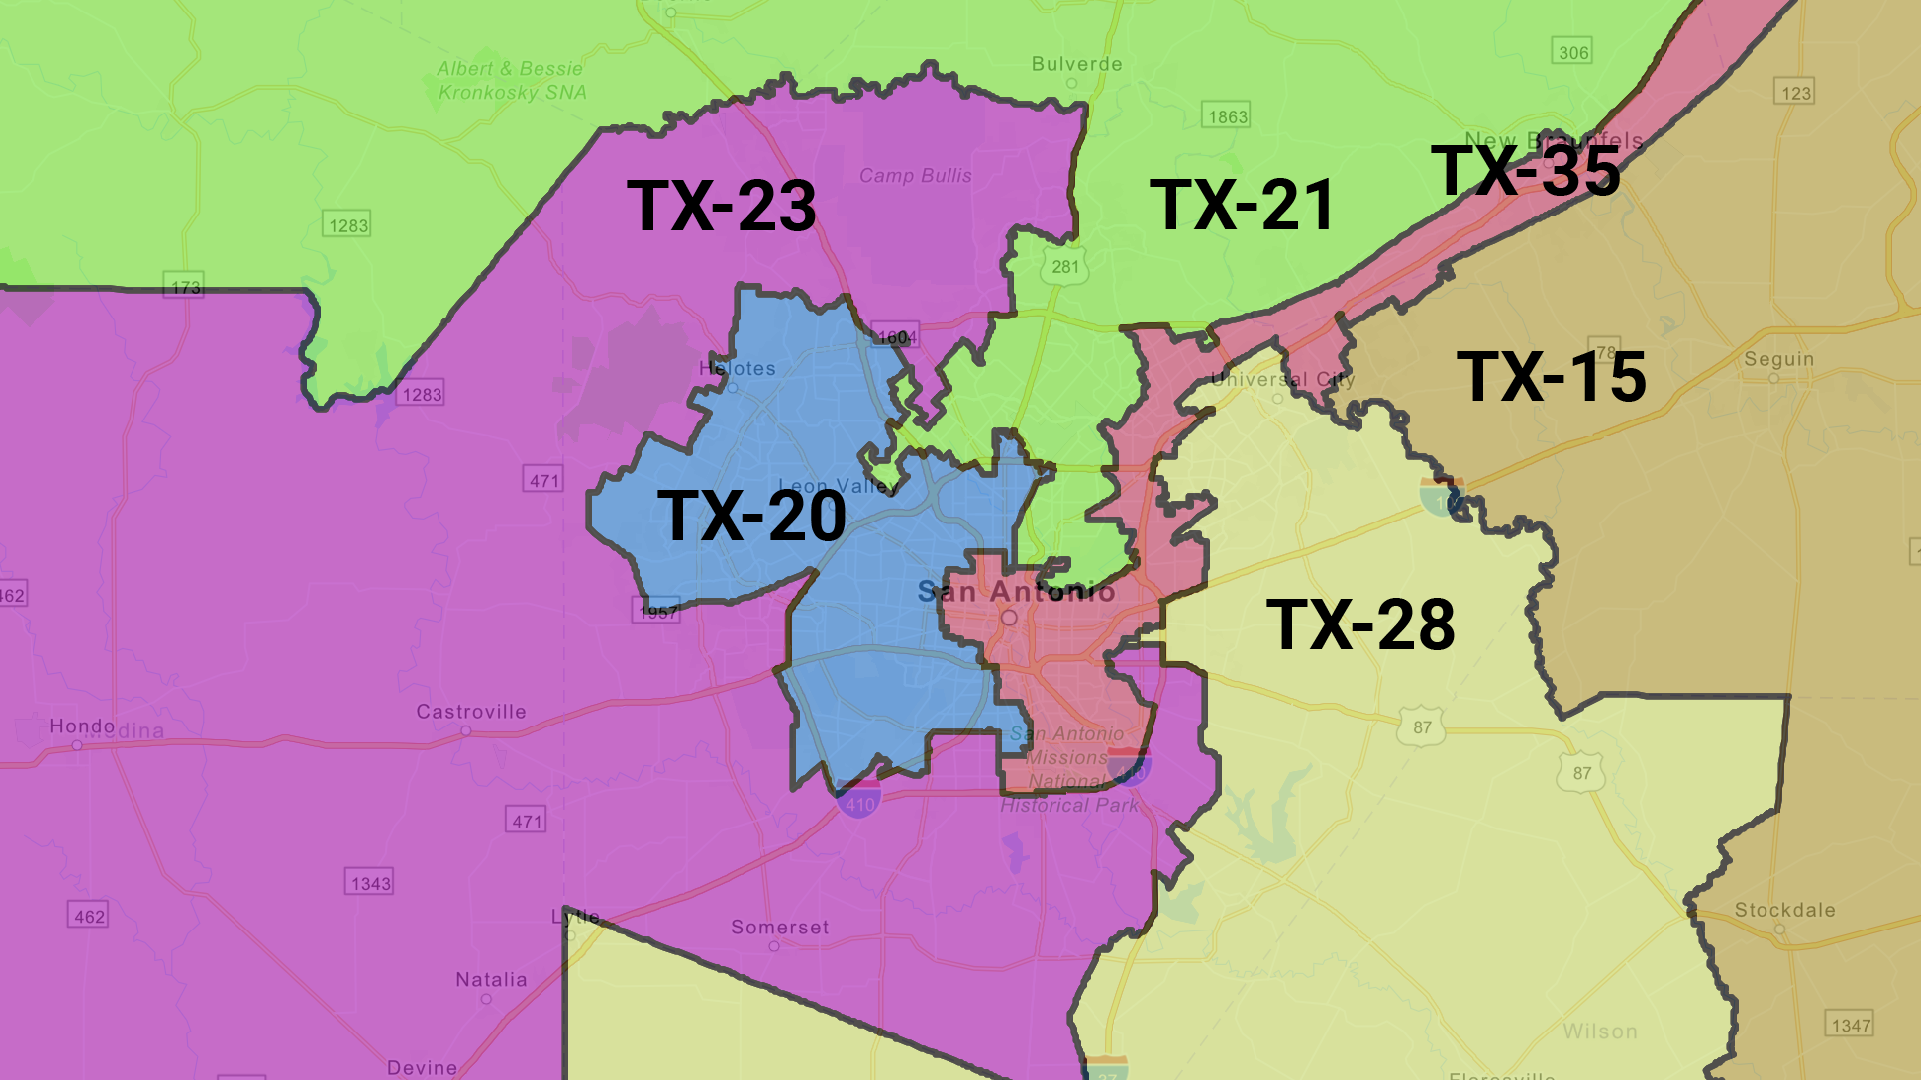 Bulverde
306
Albert & Bessie
Kronkosky SNA
123
1863
New Braunfels
TX-35
Camp Bullis
TX-23
TX-21
1283
281
173
1604
78
Seguin
Helotes
Universal City
TX-15
1283
471
Leon Valley
TX-20
410
462
San Antonio
1957
TX-28
Castroville
Hondo
Medina
87
San Antonio
Missions
National
Historical Park
87
410
471
1343
462
Lytle
Somerset
Stockdale
Natalia
Wilson
1347
Devine
37
Floresville